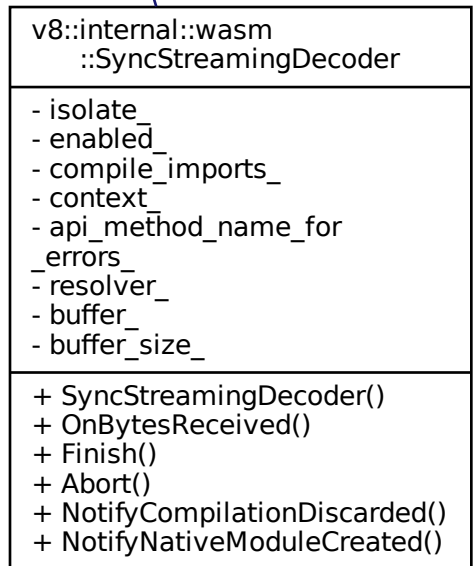 v8::internal::wasm
::SyncStreamingDecoder
- isolate_
- enabled_
- compile_imports_
- context_
- api_method_name_for
_errors_
- resolver_
- buffer_
- buffer_size_
+ SyncStreamingDecoder()
+ OnBytesReceived()
+ Finish()
+ Abort()
+ NotifyCompilationDiscarded()
+ NotifyNativeModuleCreated()